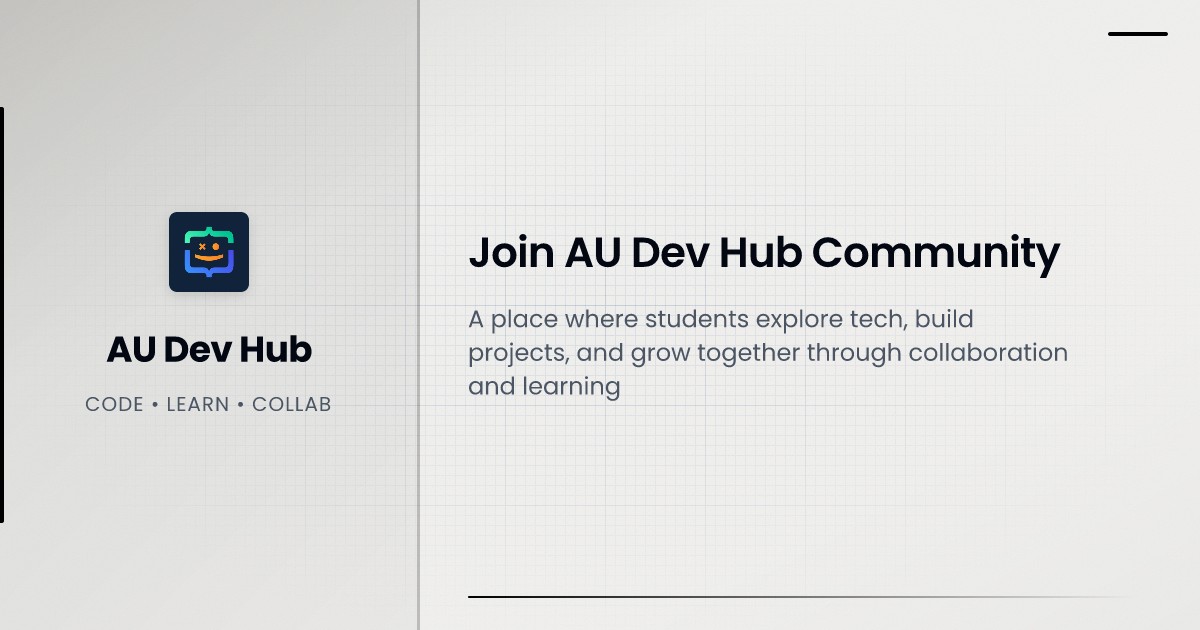 AU Dev Hub
CODE • LEARN • COLLAB
Join AU Dev Hub Community
A place where students explore tech, build
projects, and grow together through collaboration
and learning